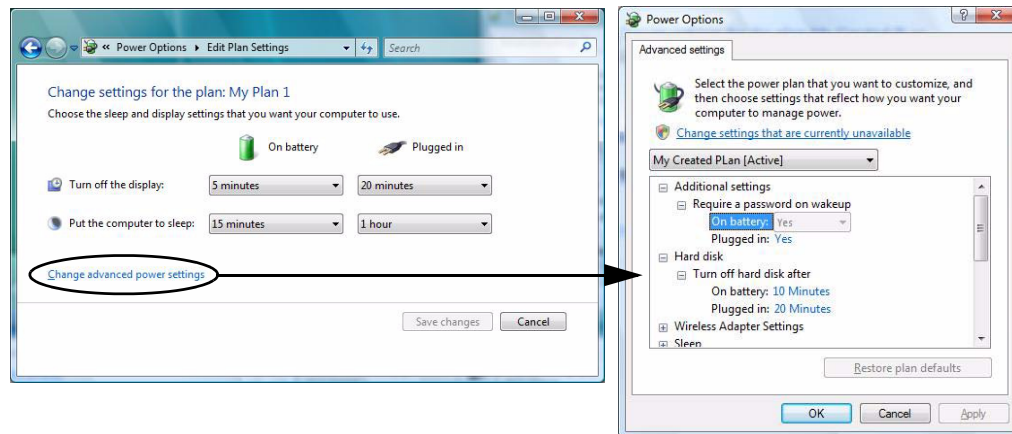 « Power Options ▸ Edit Plan Settings
Search
Change settings for the plan: My Plan 1
Choose the sleep and display settings that you want your computer to use.
On battery
Plugged in
Turn off the display:
5 minutes
20 minutes
Put the computer to sleep:
15 minutes
1 hour
Change advanced power settings
Save changes
Cancel
Power Options
Advanced settings
Select the power plan that you want to customize, and
then choose settings that reflect how you want your
computer to manage power.
Change settings that are currently unavailable
My Created PLan [Active]
Additional settings
Require a password on wakeup
On battery: Yes
Plugged in: Yes
Hard disk
Turn off hard disk after
On battery: 10 Minutes
Plugged in: 20 Minutes
Wireless Adapter Settings
Sleep
Restore plan defaults
OK
Cancel
Apply